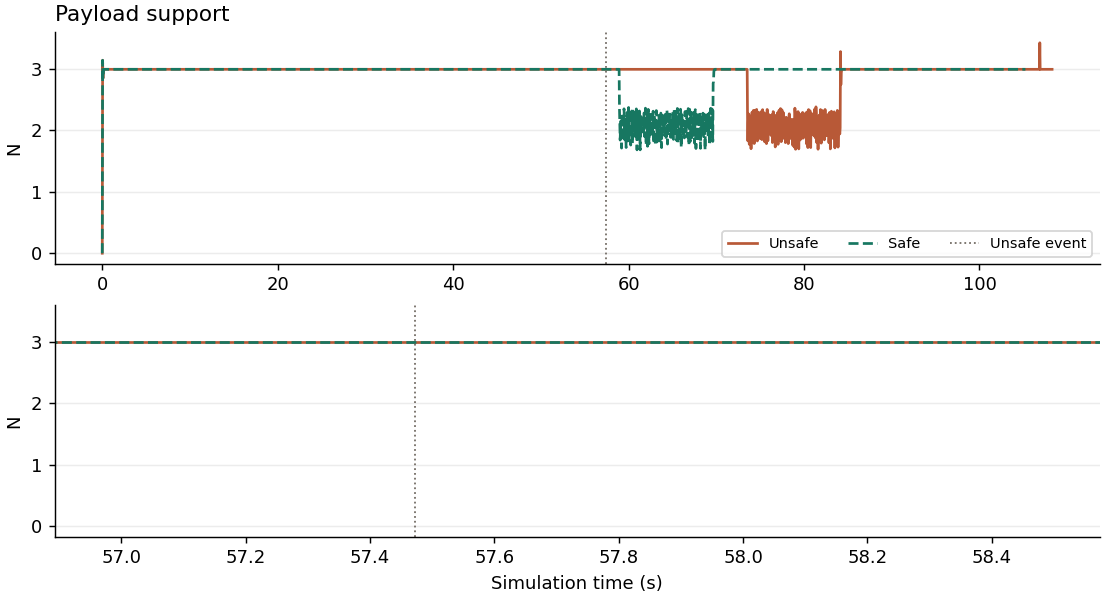 Payload support
3
2
1
0
N
0 20 40 60 80 100
Unsafe Safe Unsafe event
3
2
1
0
N
57.0 57.2 57.4 57.6 57.8 58.0 58.2 58.4
Simulation time (s)